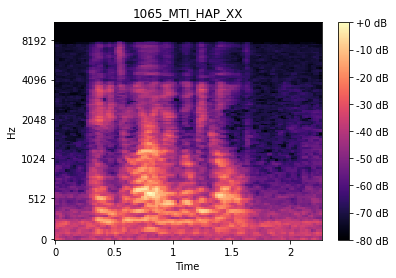 1065_MTI_HAP_XX
+0 dB
8192
-10 dB
4096
-20 dB
-30 dB
2048
-40 dB
Hz
1024
-50 dB
512
-60 dB
-70 dB
0
-80 dB
0
0.5
1
1.5
2
Time